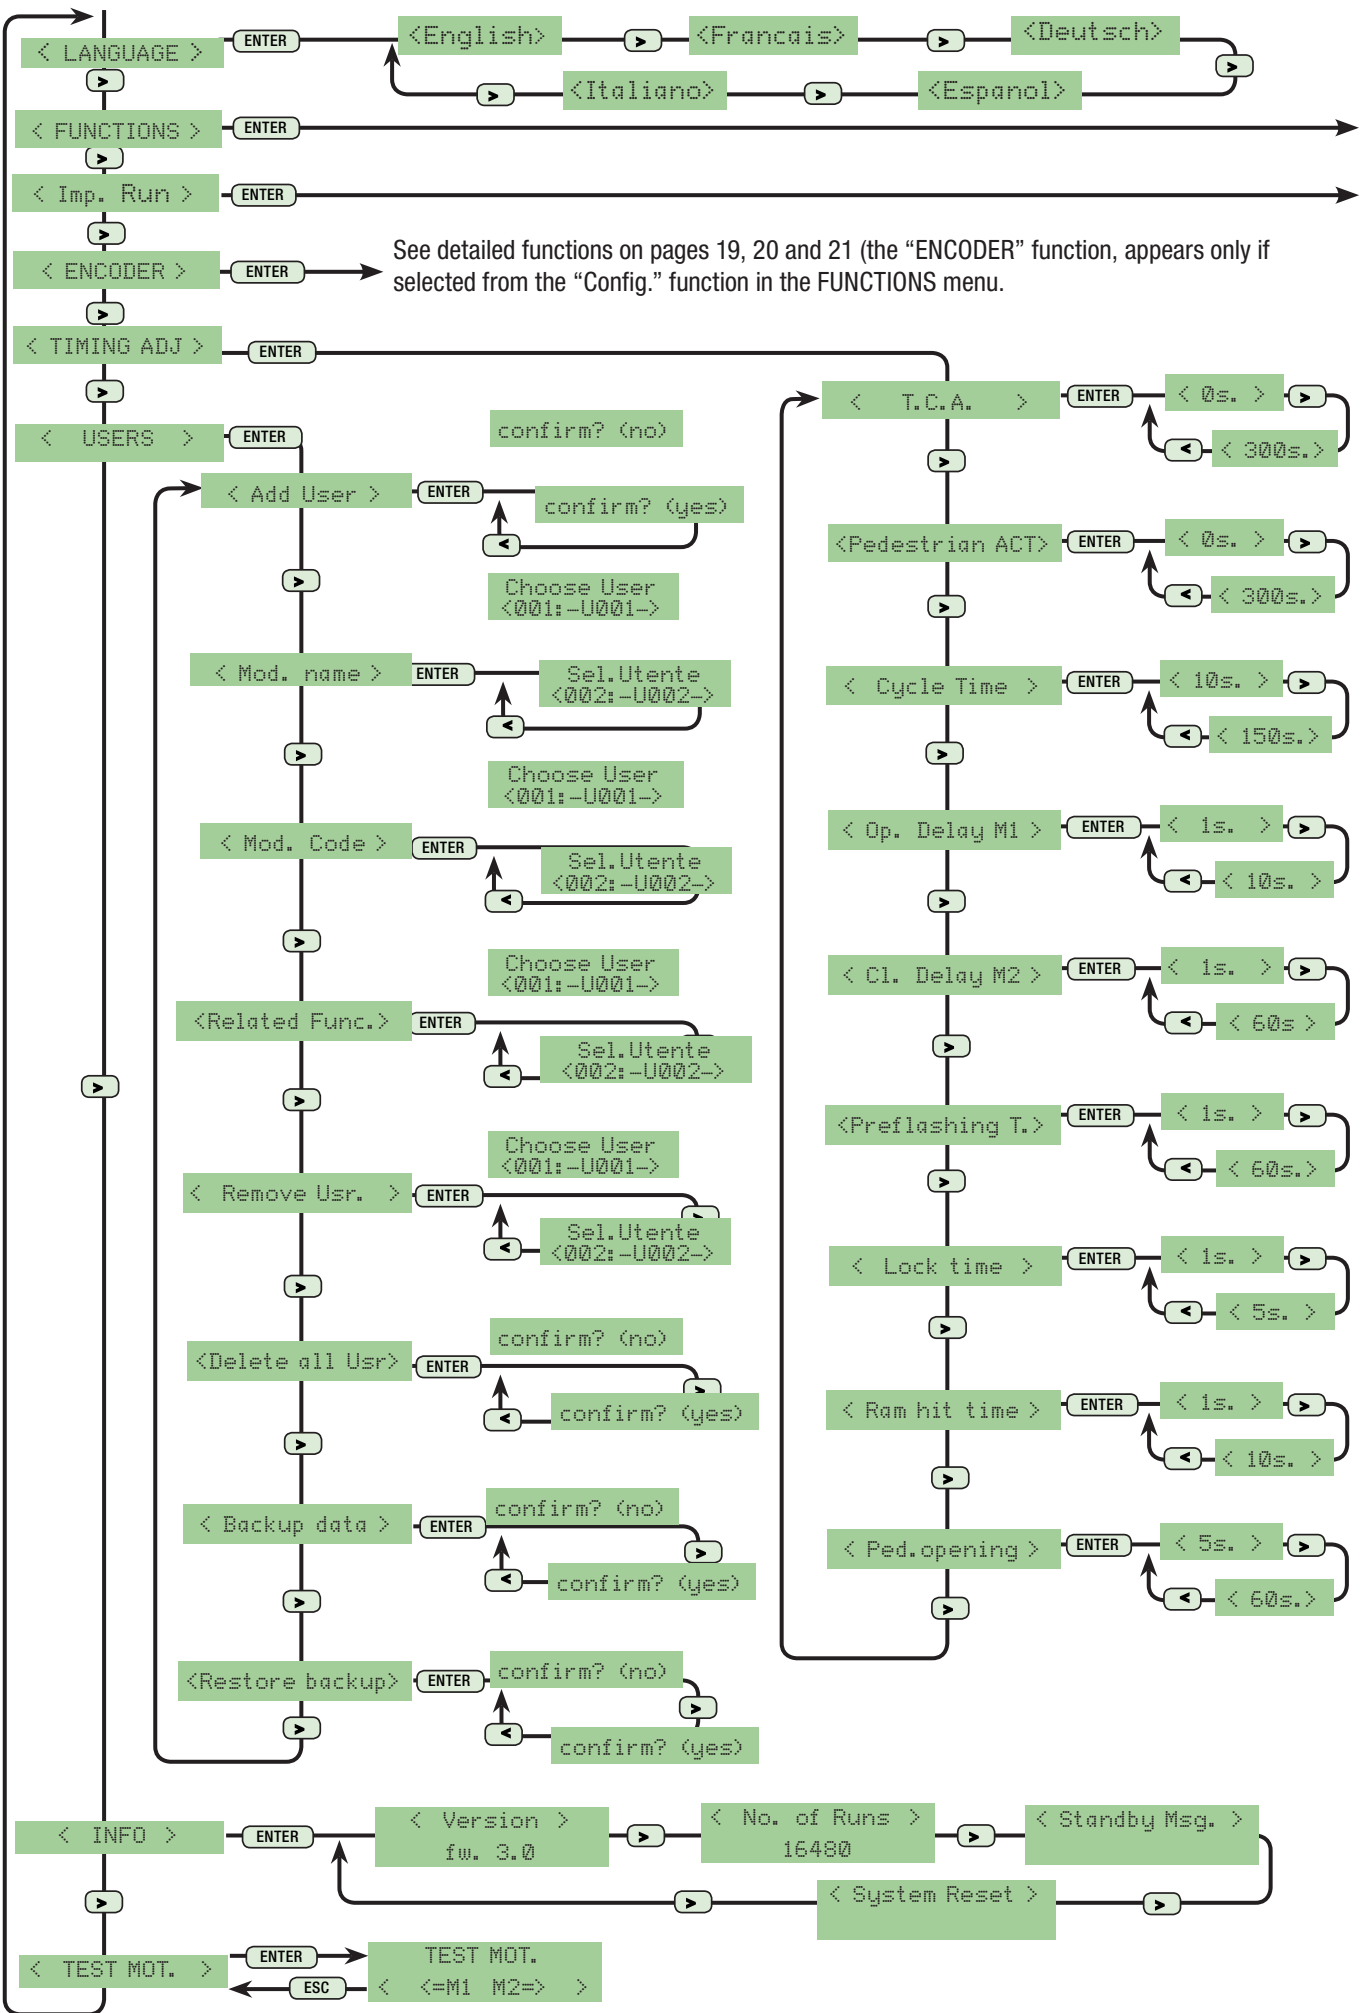 < LANGUAGE >
ENTER
<English>
>
<Francais>
>
<Deutsch>
>
<Espanol>
>
<Italiano>
>
>
< FUNCTIONS >
ENTER
>
< Imp. Run >
ENTER
>
< ENCODER >
ENTER
See detailed functions on pages 19, 20 and 21 (the “ENCODER” function, appears only if
selected from the “Config.” function in the FUNCTIONS menu.
>
< TIMING ADJ >
ENTER
>
< USERS >
ENTER
< Add User >
ENTER
confirm? (no)
confirm? (yes)
<
>
< Mod. name >
ENTER
Choose User
<001:-U001->
Sel.Utente
<002:-U002->
<
>
< Mod. Code >
ENTER
Choose User
<001:-U001->
Sel.Utente
<002:-U002->
<
>
<Related Func.>
ENTER
Choose User
<001:-U001->
Sel.Utente
<002:-U002->
<
>
< Remove Usr. >
ENTER
Choose User
<001:-U001->
>
Sel.Utente
<002:-U002->
<
>
<Delete all Usr>
ENTER
confirm? (no)
>
confirm? (yes)
<
>
< Backup data >
ENTER
confirm? (no)
>
confirm? (yes)
<
>
<Restore backup>
ENTER
confirm? (no)
>
confirm? (yes)
<
>
< T.C.A. >
ENTER
< 0s. >
>
< 300s.>
<
>
<Pedestrian ACT>
ENTER
< 0s. >
>
< 300s.>
<
>
< Cycle Time >
ENTER
< 10s. >
>
< 150s.>
<
>
< Op. Delay M1 >
ENTER
< 1s. >
>
< 10s. >
<
>
< Cl. Delay M2 >
ENTER
< 1s. >
>
< 60s >
<
>
<Preflashing T.>
ENTER
< 1s. >
>
< 60s.>
<
>
< Lock time >
ENTER
< 1s. >
>
< 5s. >
<
>
< Ram hit time >
ENTER
< 1s. >
>
< 10s. >
<
>
< Ped.opening >
ENTER
< 5s. >
>
< 60s.>
<
>
>
< INFO >
ENTER
< Version >
fw. 3.0
>
< No. of Runs >
16480
>
< Standby Msg. >
>
< System Reset >
>
>
< TEST MOT. >
ENTER
ESC
TEST MOT.
< <=M1 M2=> >